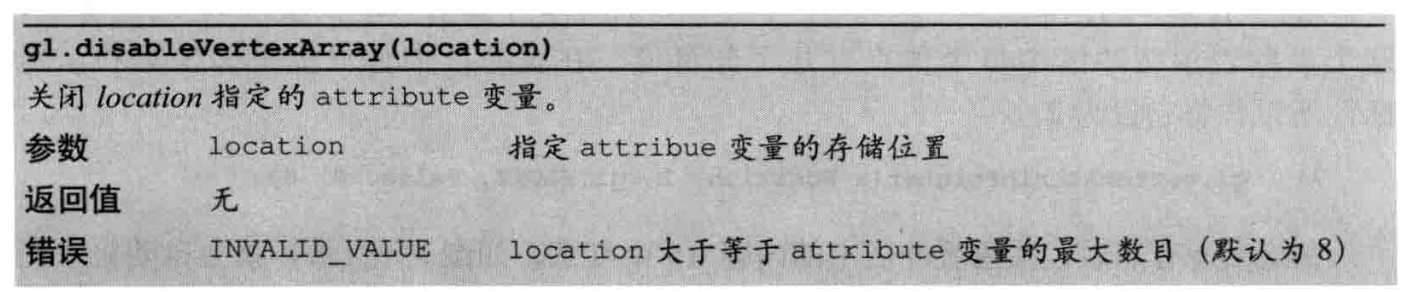 gl.disableVertexArray(location)
关闭 location 指定的 attribute 变量。
参数 location 指定 attribue 变量的存储位置
返回值 无
错误 INVALID_VALUE location 大于等于 attribute 变量的最大数目（默认为 8）